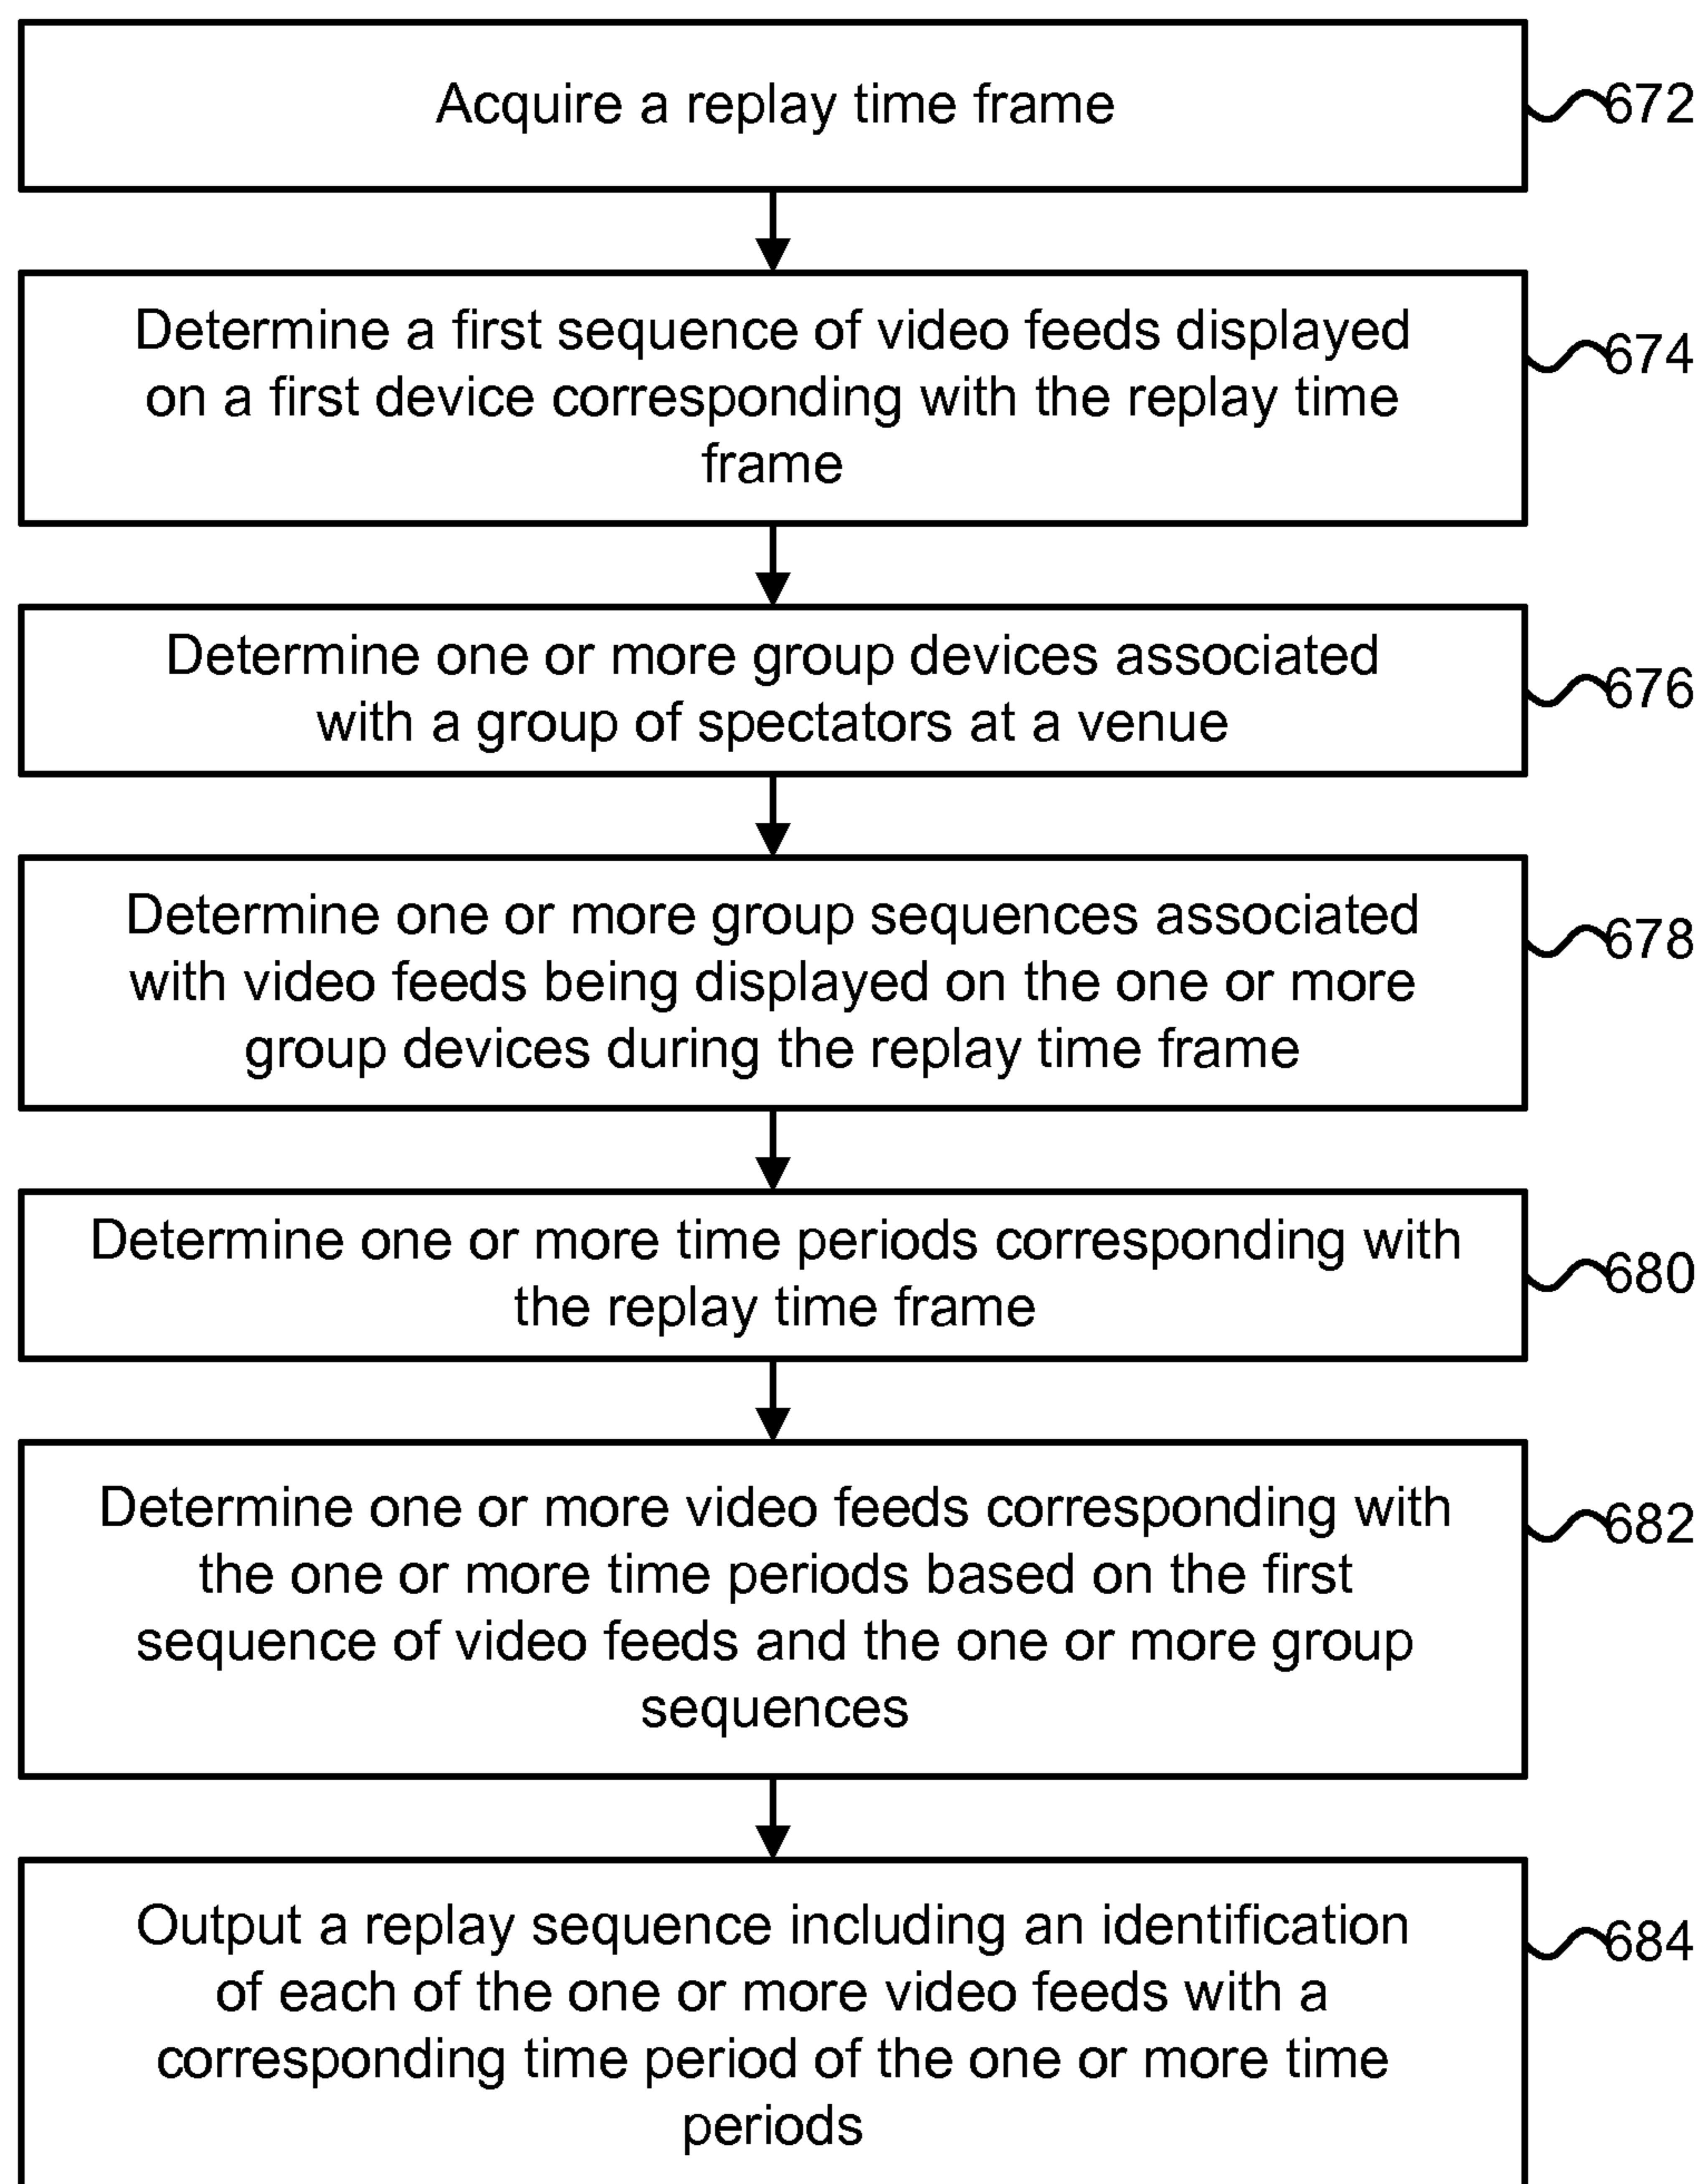 Acquire a replay time frame
672
Determine a first sequence of video feeds displayed
on a first device corresponding with the replay time
frame
674
Determine one or more group devices associated
with a group of spectators at a venue
676
Determine one or more group sequences associated
with video feeds being displayed on the one or more
group devices during the replay time frame
678
Determine one or more time periods corresponding with
the replay time frame
680
Determine one or more video feeds corresponding with
the one or more time periods based on the first
sequence of video feeds and the one or more group
sequences
682
Output a replay sequence including an identification
of each of the one or more video feeds with a
corresponding time period of the one or more time
periods
684